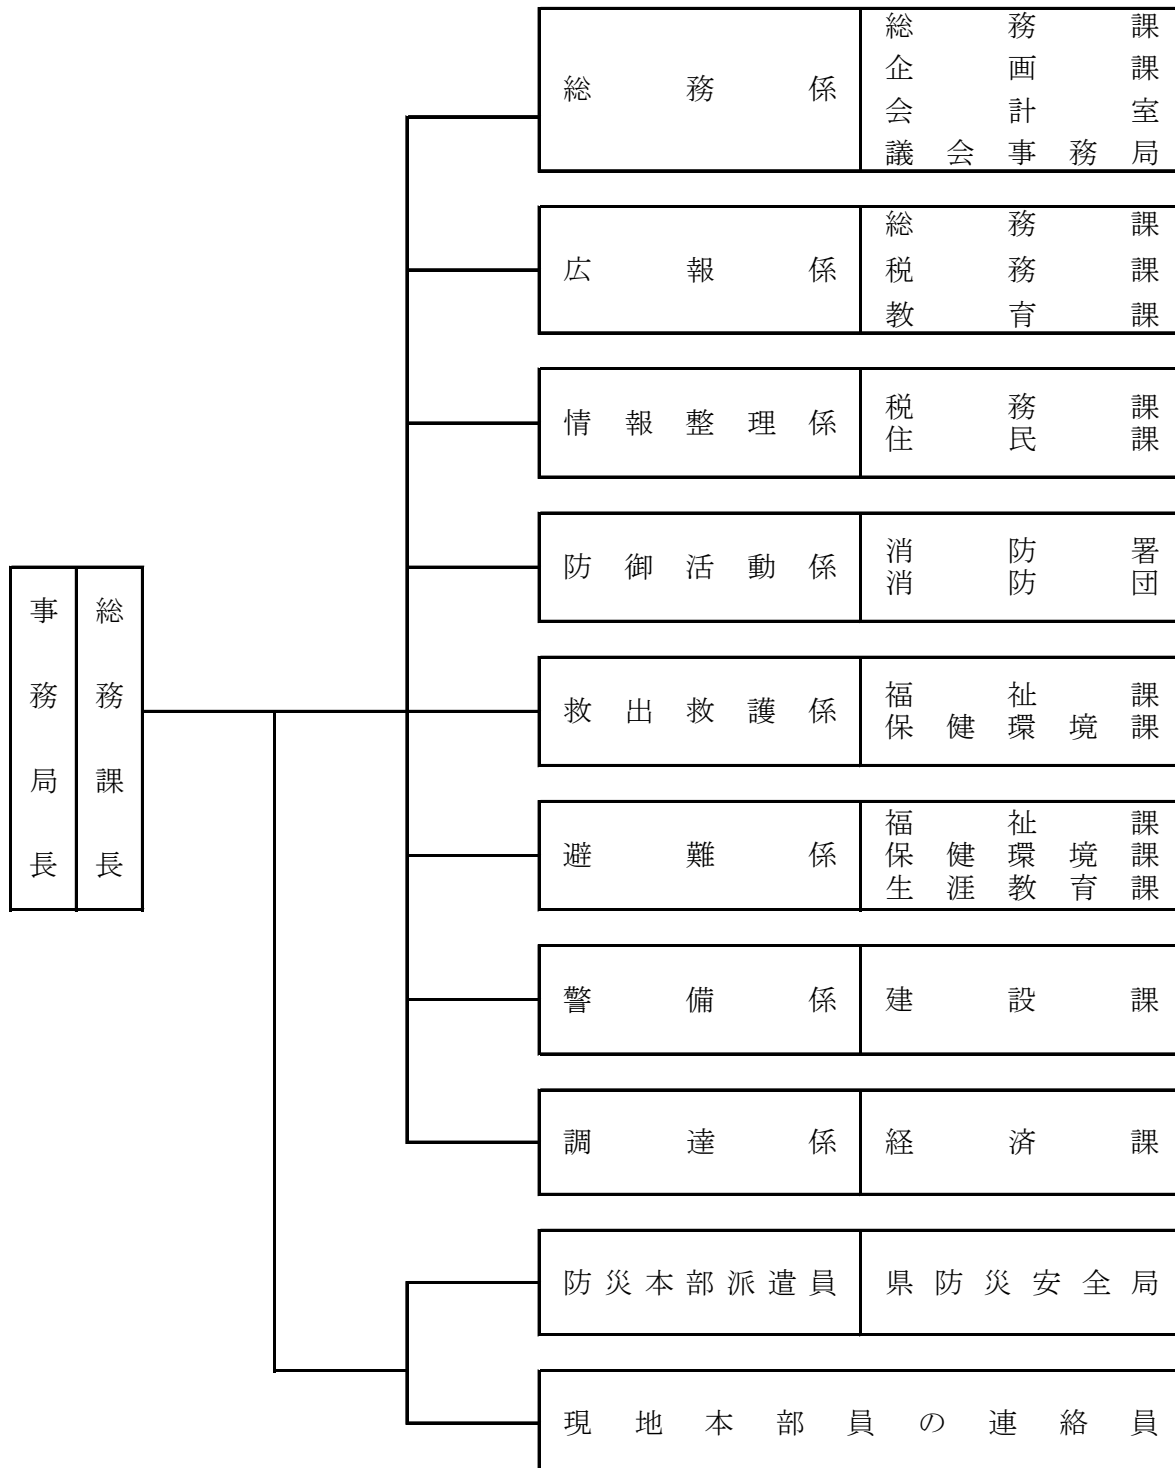 総務係
総務課
企画課
会計室
議会事務局
広報係
総務課
税務課
教育課
情報整理係
税務課
住民課
防御活動係
消防署
消防団
事務局長
総務課長
救出救護係
福祉課
保健環境課
避難係
福祉課
保健環境課
生涯教育課
警備係
建設課
調達係
経済課
防災本部派遣員
県防災安全局
現地本部員の連絡員